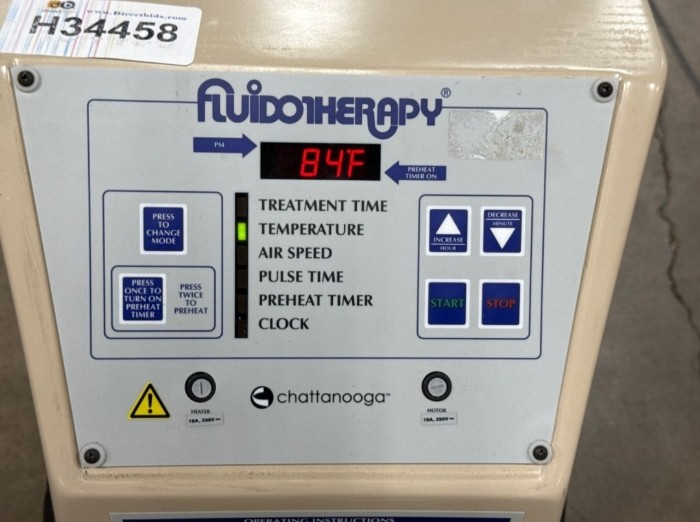 www.Directbids.com
H34458
FLUIDOTHERAPY®
PM
84°F
PREHEAT
TIMER ON
TREATMENT TIME
TEMPERATURE
AIR SPEED
PULSE TIME
PREHEAT TIMER
CLOCK
PRESS
TO
CHANGE
MODE
PRESS
ONCE TO
TURN ON
PREHEAT
TIMER
PRESS
TWICE
TO
PREHEAT
INCREASE
HOUR
DECREASE
MINUTE
START
STOP
HEATER
chattanooga™
MOTOR
OPERATING INSTRUCTIONS